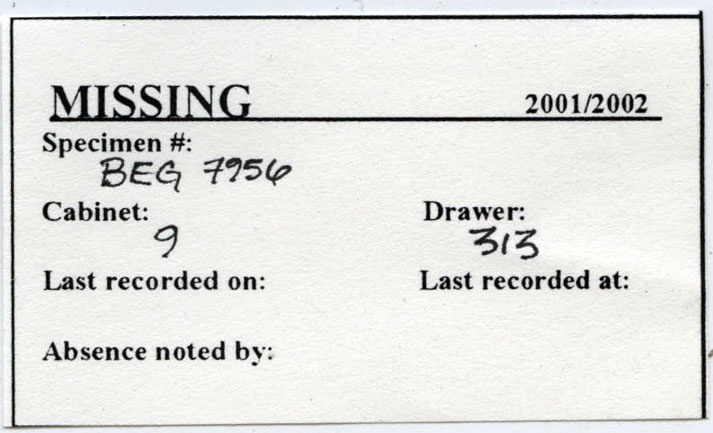 MISSING 2001/2002
Specimen #:
BEG 7956
Cabinet: Drawer:
9 313
Last recorded on: Last recorded at:
Absence noted by: